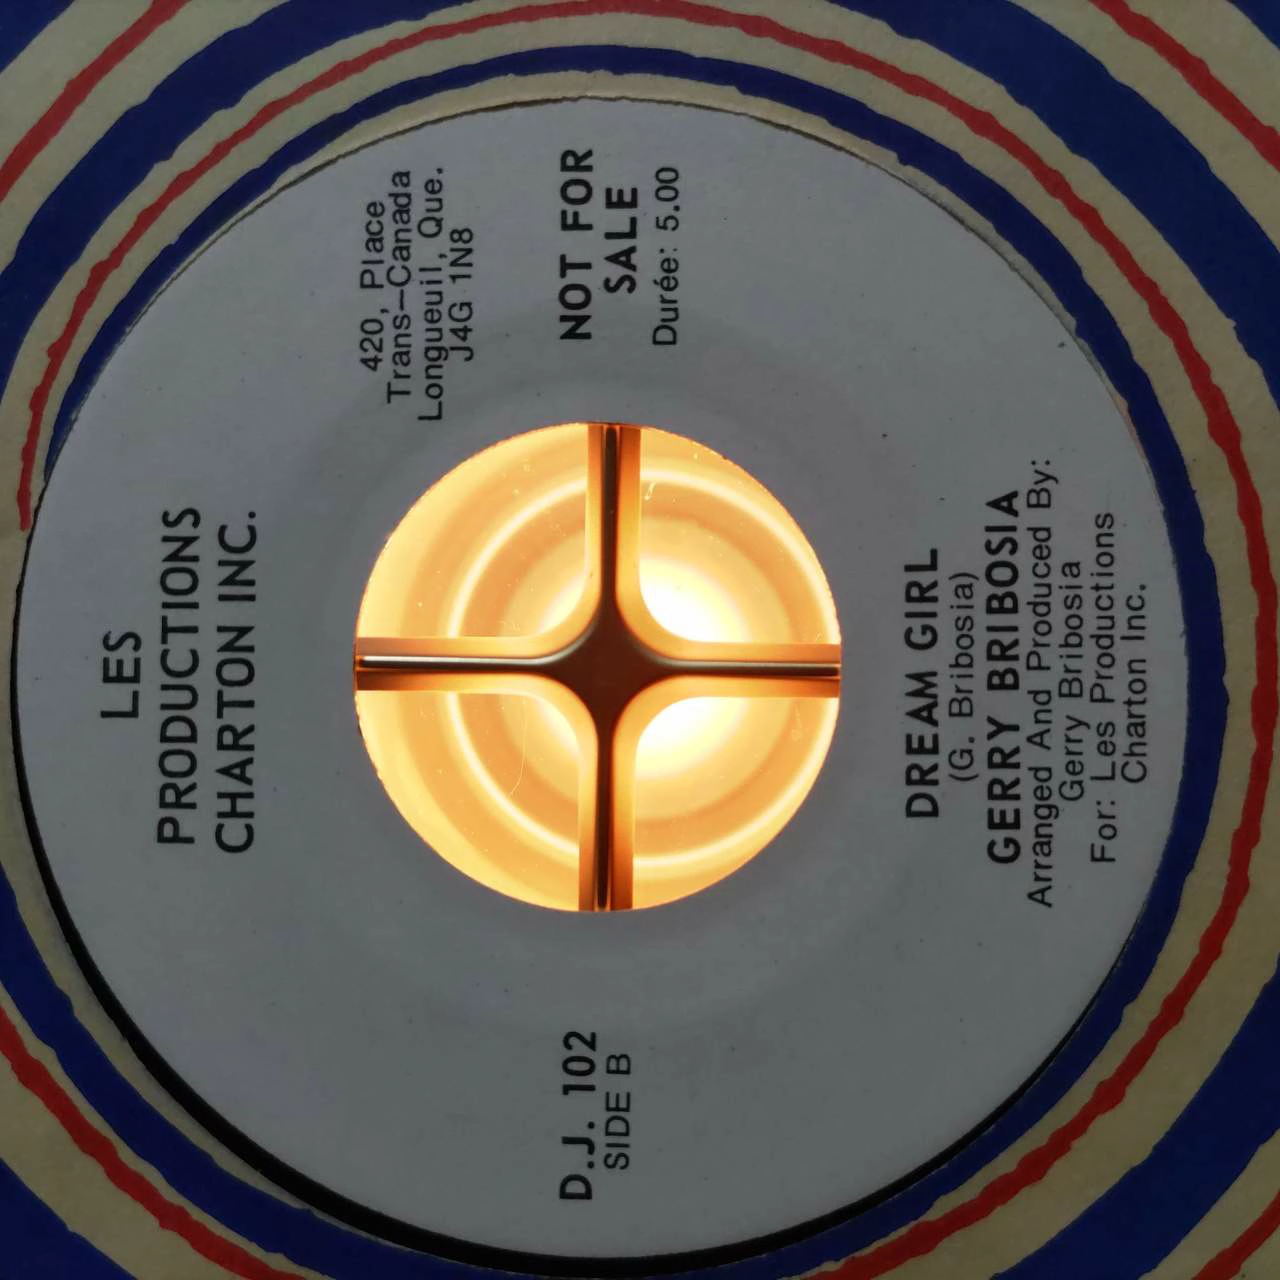 LES
PRODUCTIONS
CHARTON INC.
420, Place
Trans-Canada
Longueuil, Que.
J4G 1N8
D.J. 102
SIDE B
NOT FOR
SALE
Durée: 5.00
DREAM GIRL
(G. Bribosia)
GERRY BRIBOSIA
Arranged And Produced By:
Gerry Bribosia
For: Les Productions
Charton Inc.